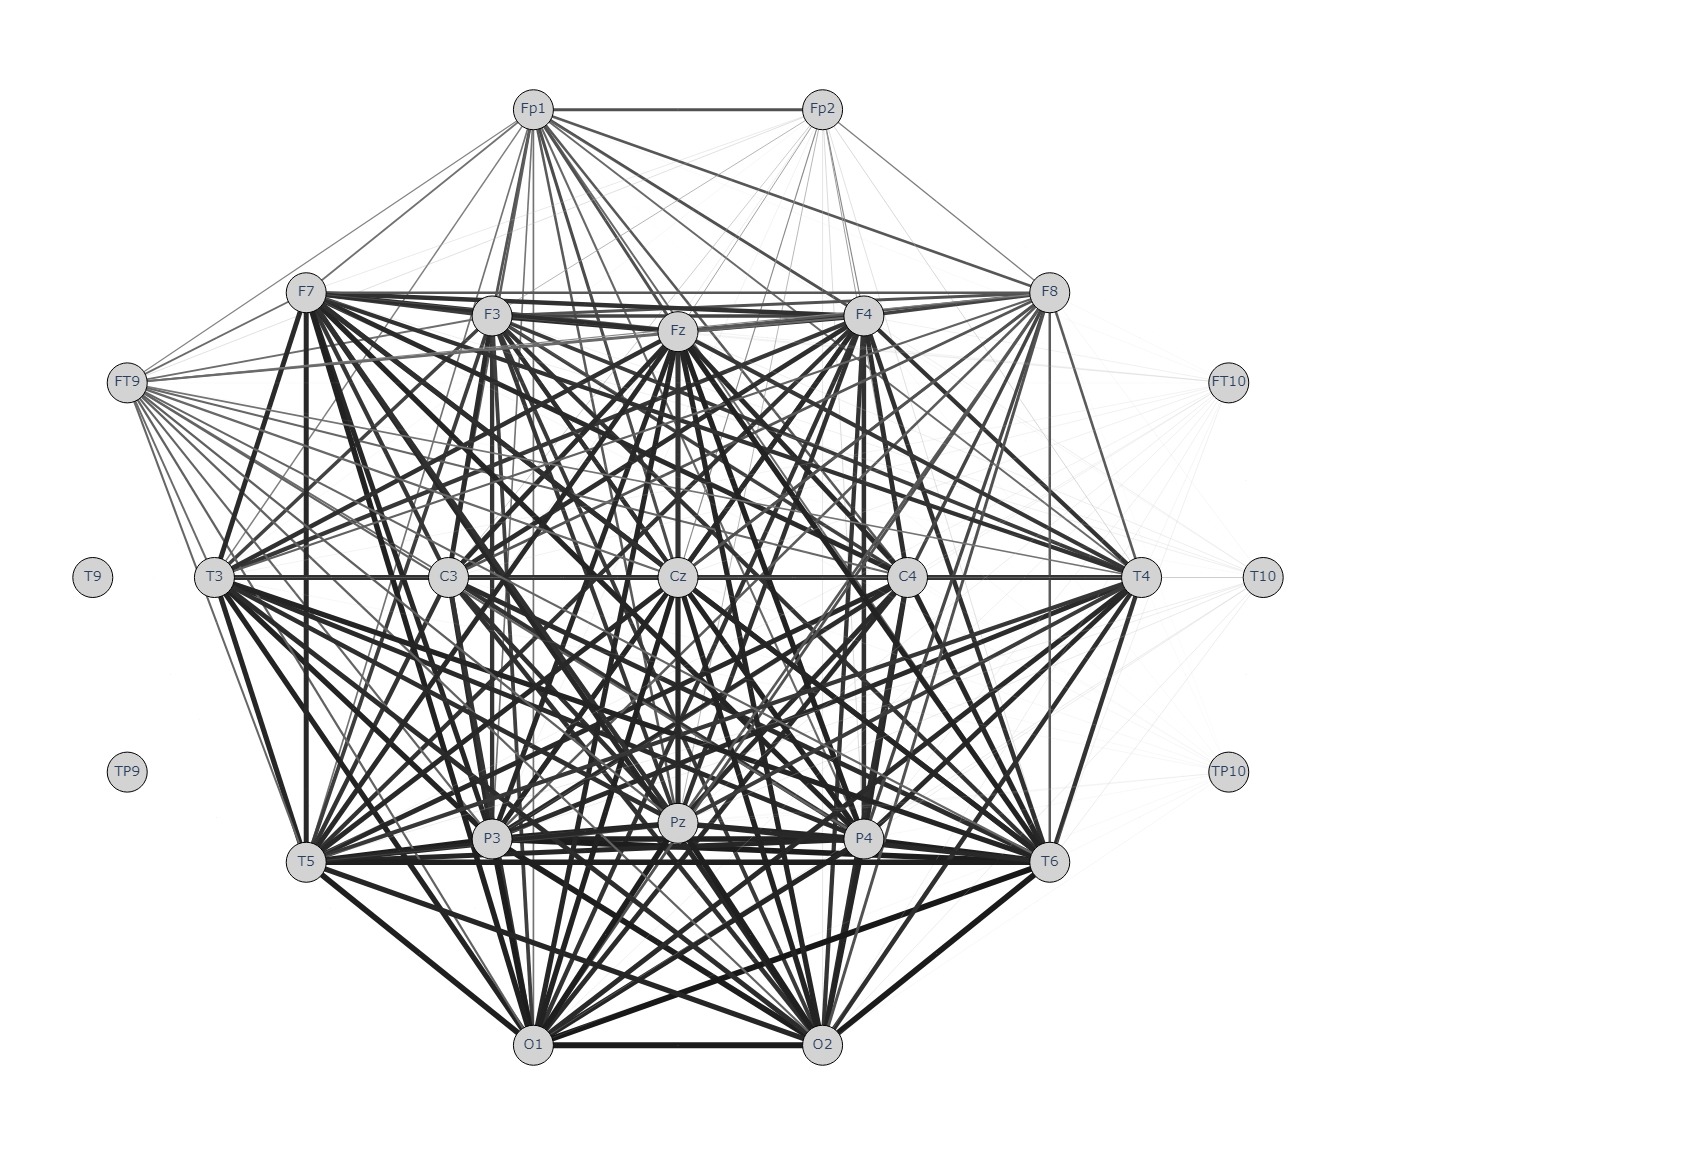 Fp1 Fp2
F7 F3 Fz F4 F8
FT9 FT10
T9 T3 C3 Cz C4 T4 T10
TP9 TP10
T5 P3 Pz P4 T6
O1 O2